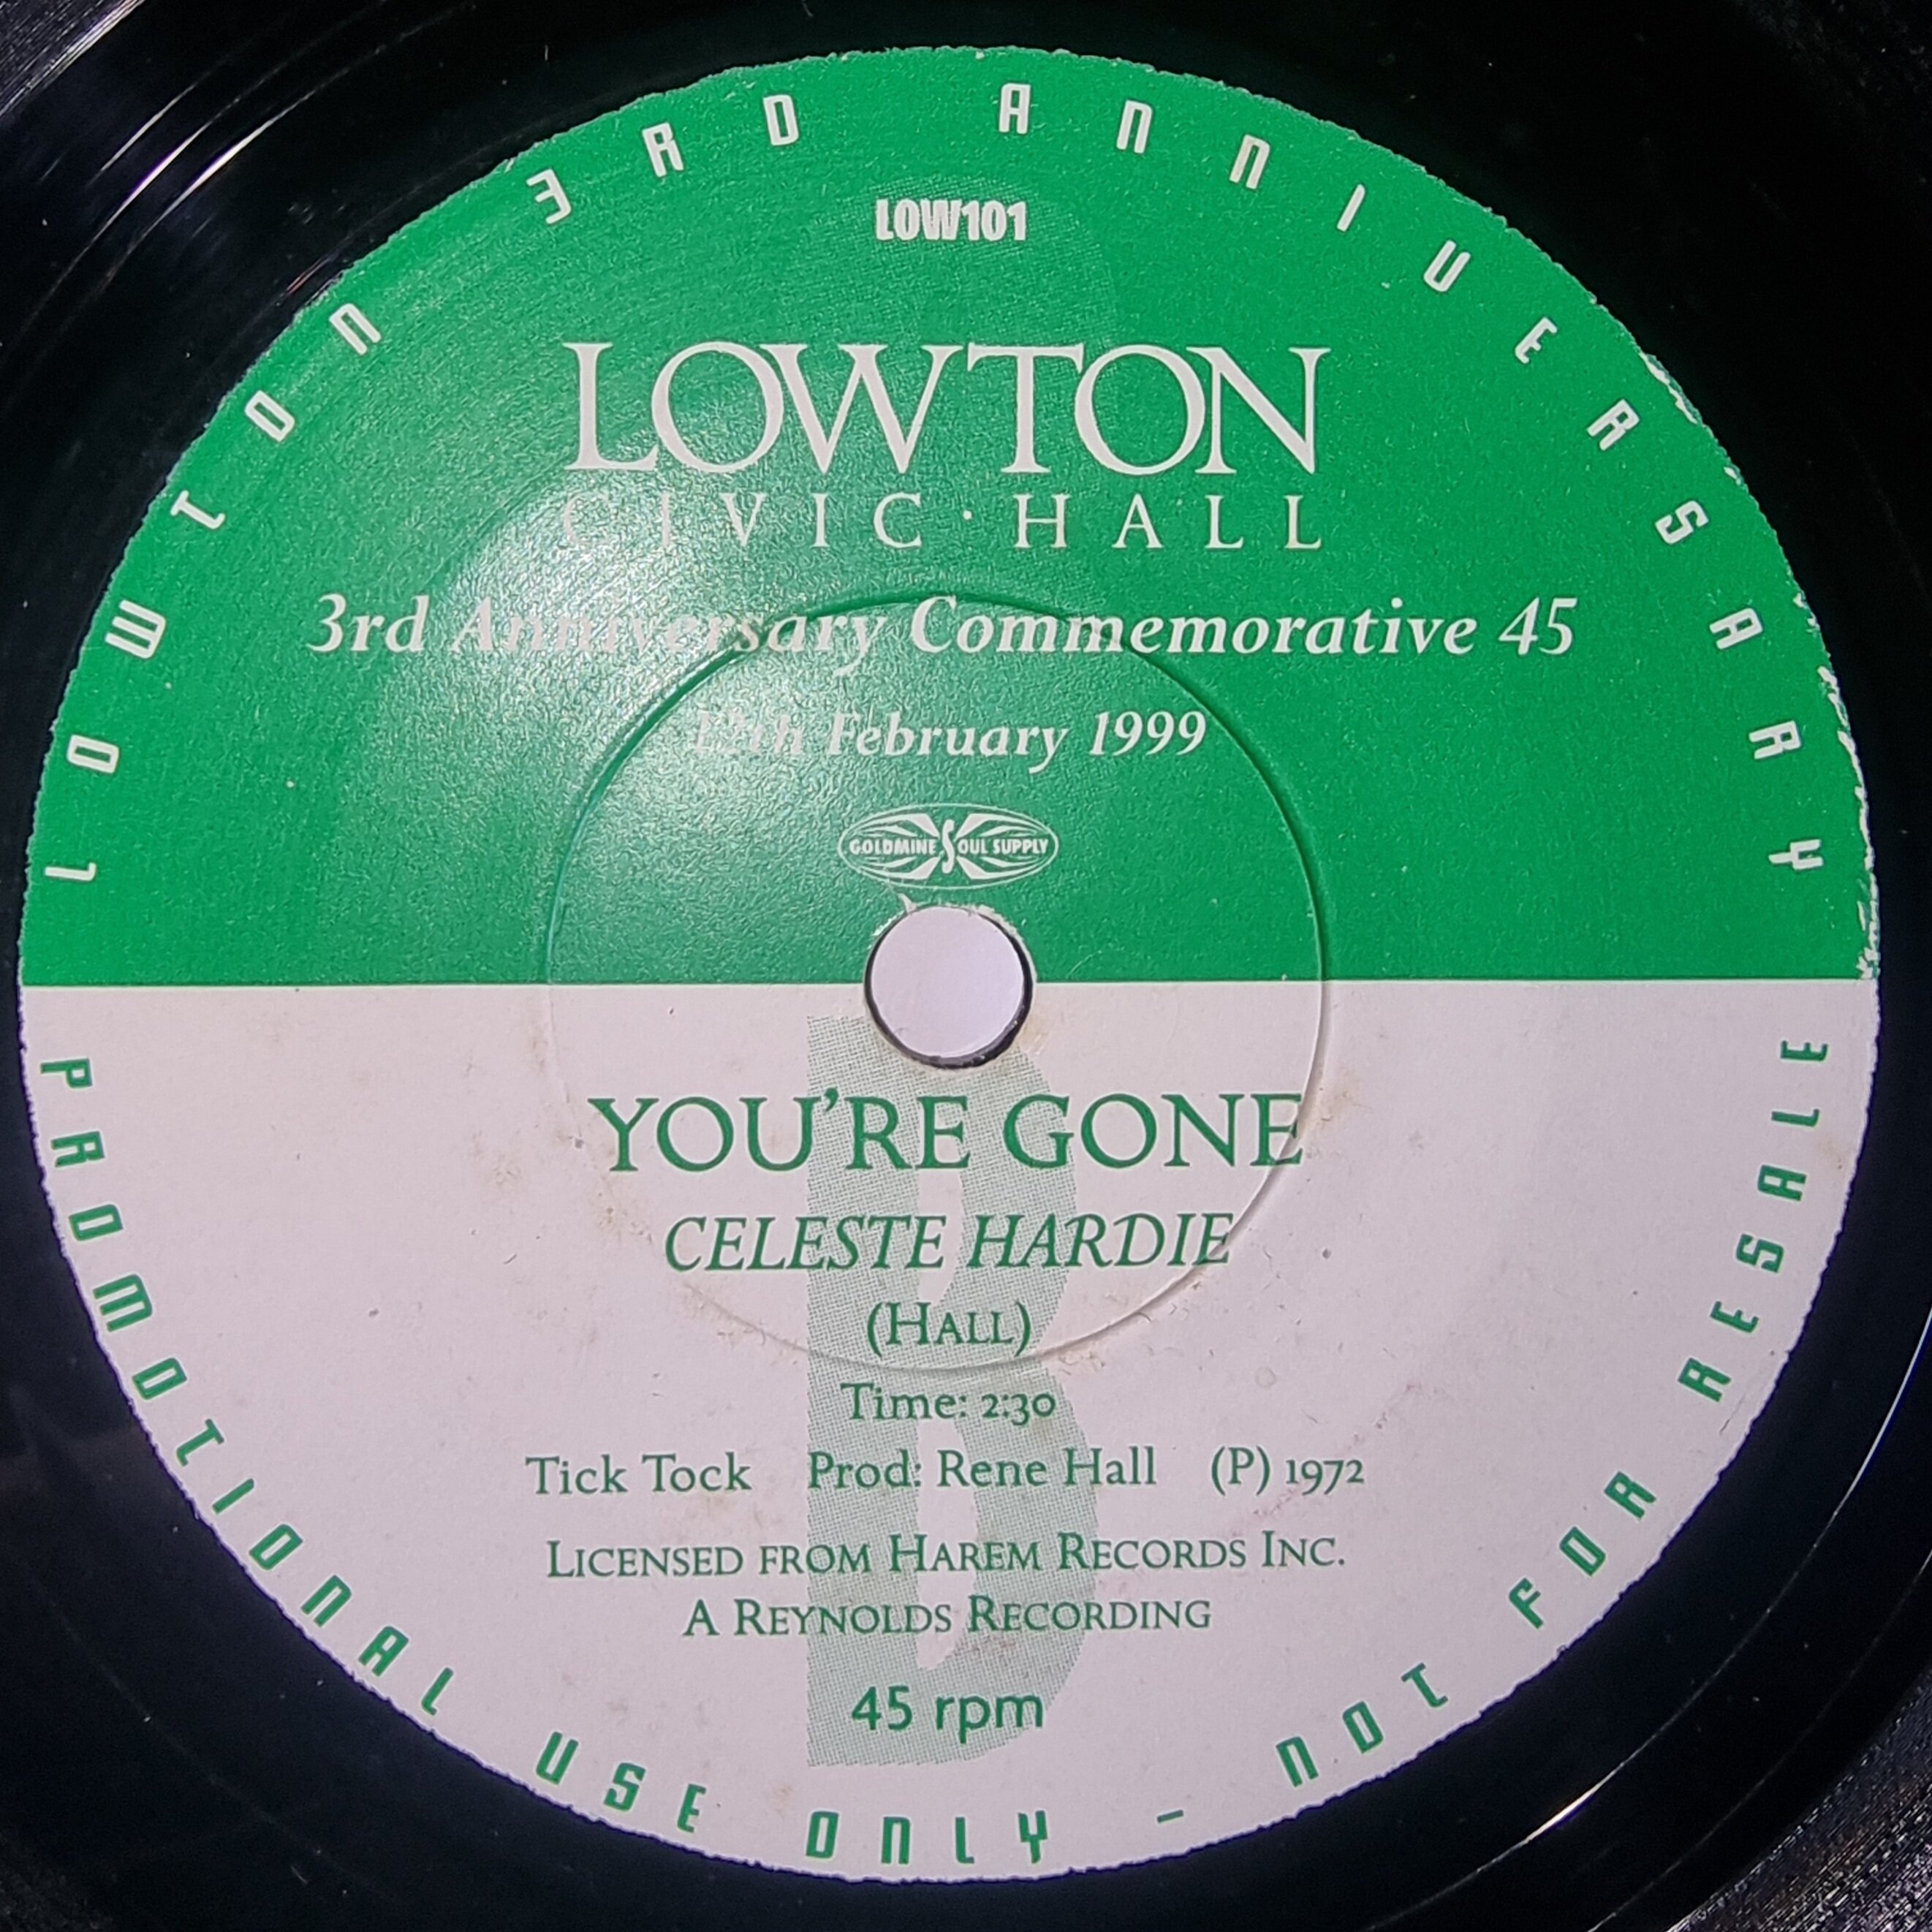 LOWTON 3RD ANNIVERSARY
LOW101
LOWTON
CIVIC·HALL
3rd Anniversary Commemorative 45
12th February 1999
GOLDMINE SOUL SUPPLY
B
YOU'RE GONE
CELESTE HARDIE
(HALL)
Time: 2:30
Tick Tock Prod: Rene Hall (P) 1972
LICENSED FROM HAREM RECORDS INC.
A REYNOLDS RECORDING
45 rpm
PROMOTIONAL USE ONLY - NOT FOR RESALE